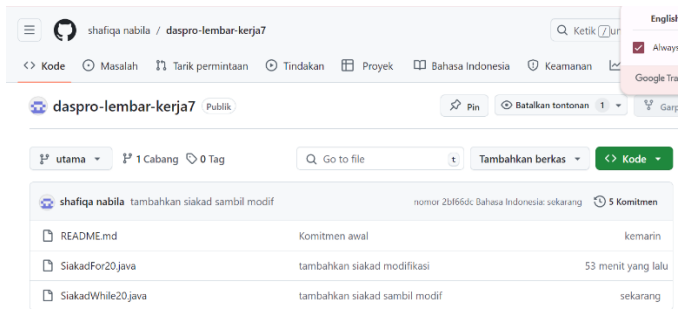 shafiqa nabila / daspro-lembar-kerja7
Ketik / un
English
Always
Google Tra
<> Kode Masalah Tarik permintaan Tindakan Proyek Bahasa Indonesia Keamanan
daspro-lembar-kerja7 Publik
Pin Batalkan tontonan 1 Garp
utama 1 Cabang 0 Tag Go to file t Tambahkan berkas <> Kode
shafiqa nabila tambahkan siakad sambil modif nomor 2bf66dc Bahasa Indonesia: sekarang 5 Komitmen
README.md Komitmen awal kemarin
SiakadFor20.java tambahkan siakad modifikasi 53 menit yang lalu
SiakadWhile20.java tambahkan siakad sambil modif sekarang